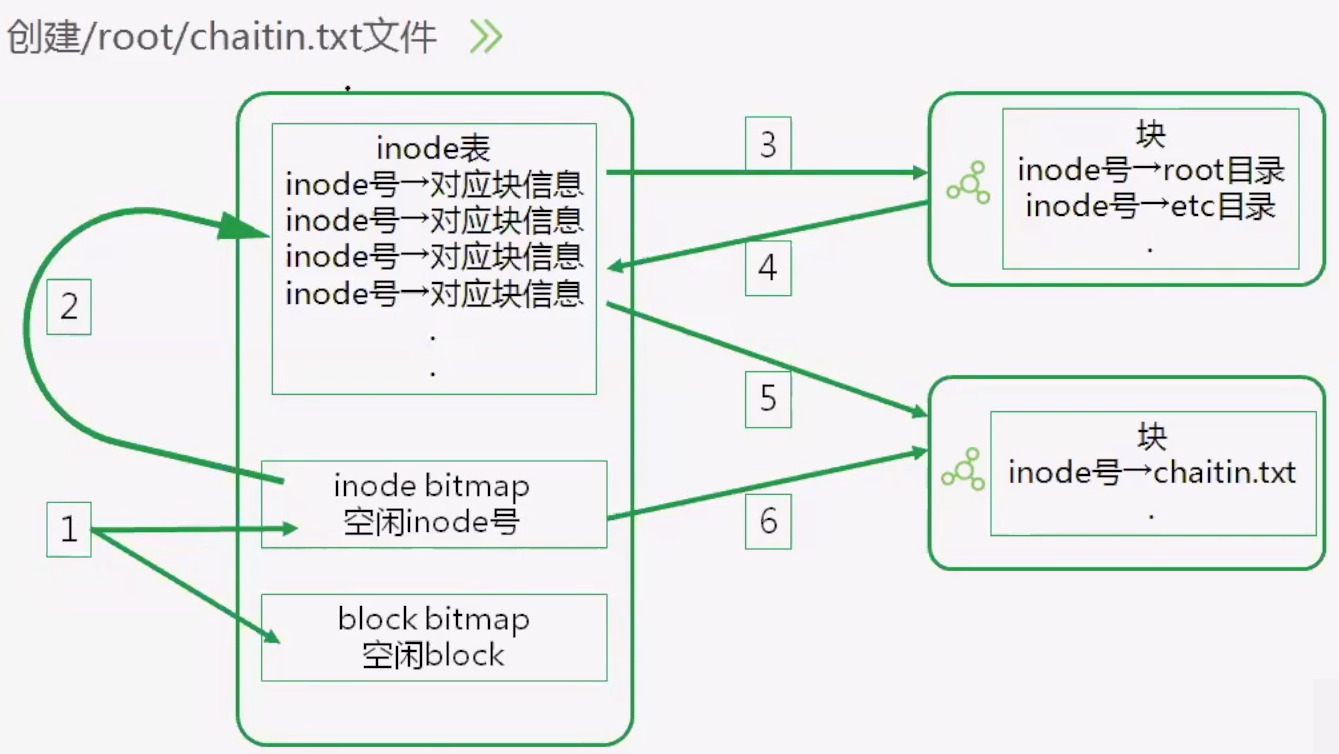 创建/root/chaitin.txt文件
inode表
inode号→对应块信息
inode号→对应块信息
inode号→对应块信息
inode号→对应块信息
.
.
inode bitmap
空闲inode号
block bitmap
空闲block
1
2
3
4
5
6
块
inode号→root目录
inode号→etc目录
.
块
inode号→chaitin.txt
.